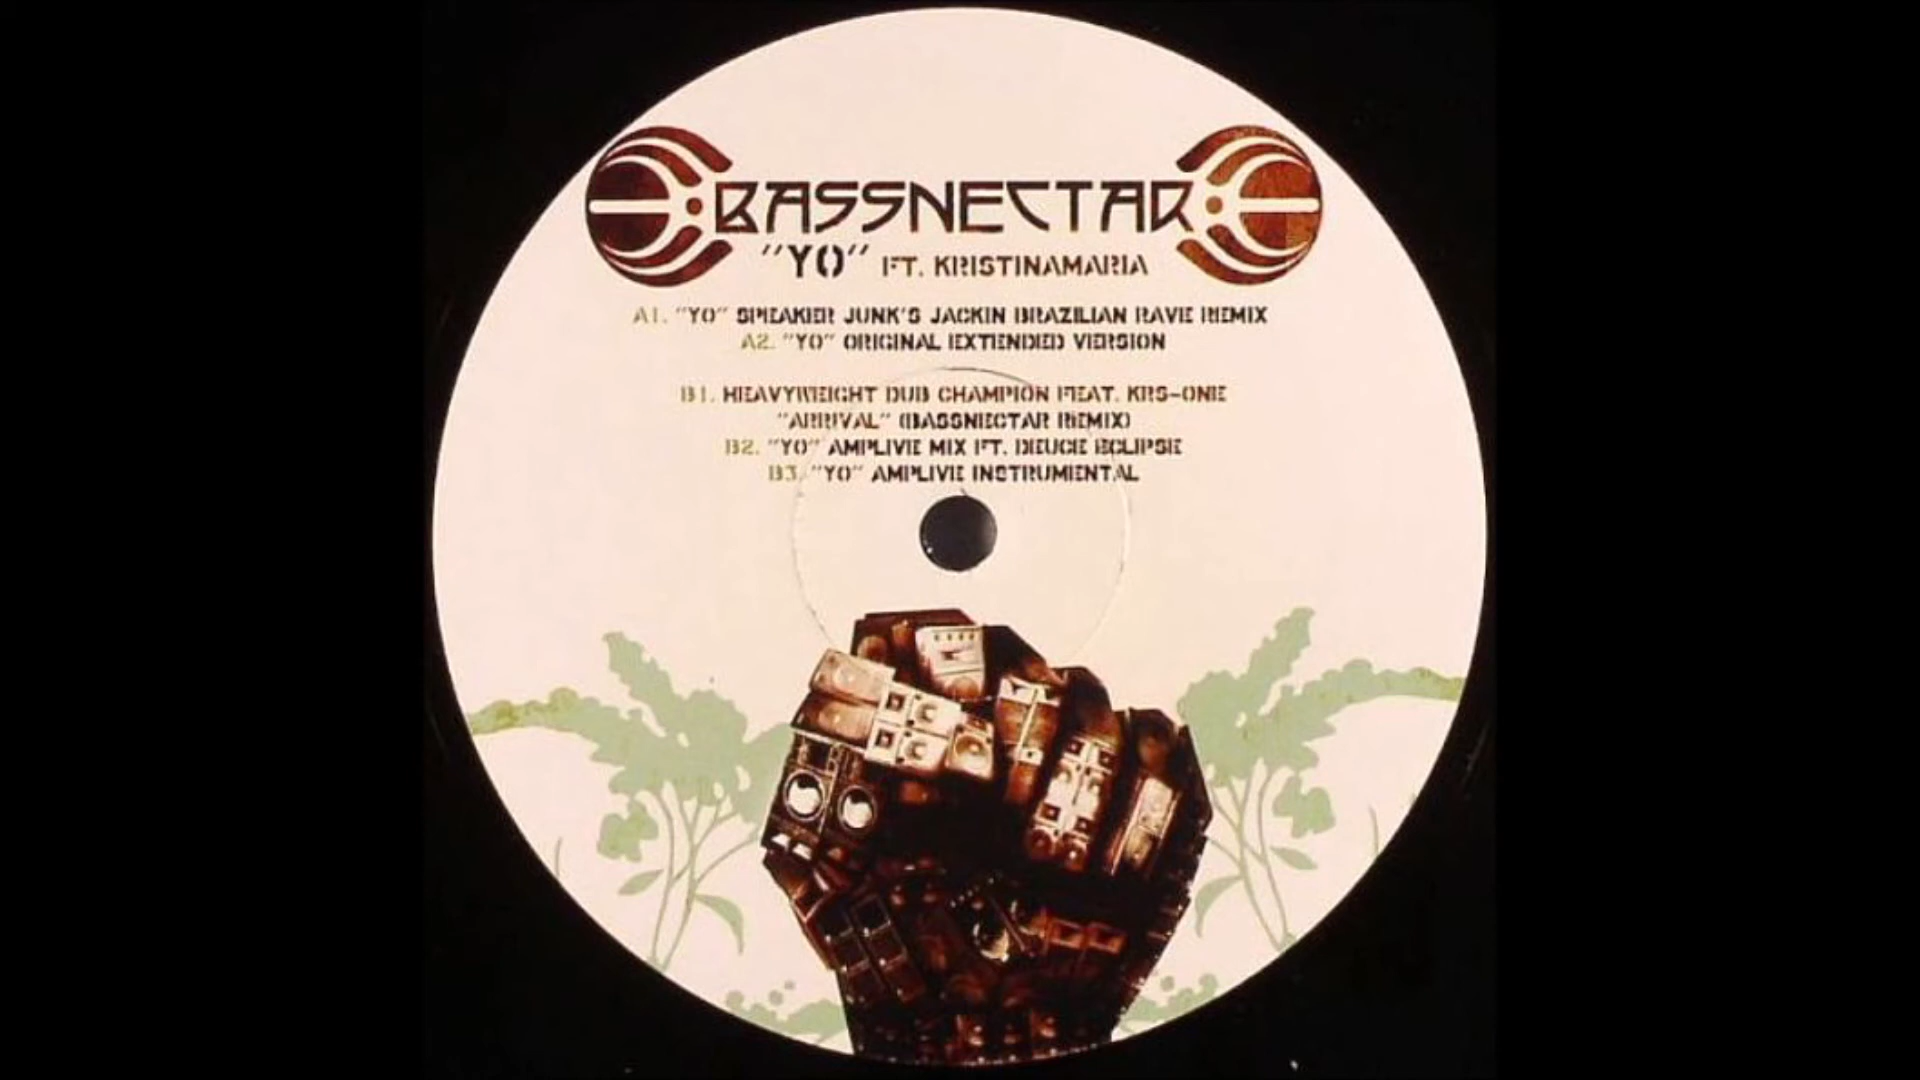 BASSNECTAR
"YO" FT. KRISTINAMARIA
A1. "YO" SPEAKER JUNK'S JACKIN BRAZILIAN RAVE REMIX
A2. "YO" ORIGINAL EXTENDED VERSION
B1. HEAVYWEIGHT DUB CHAMPION FEAT. KRS-ONE
"ARRIVAL" (BASSNECTAR REMIX)
B2. "YO" AMPLIVE MIX FT. DEUCE ECLIPSE
B3. "YO" AMPLIVE INSTRUMENTAL